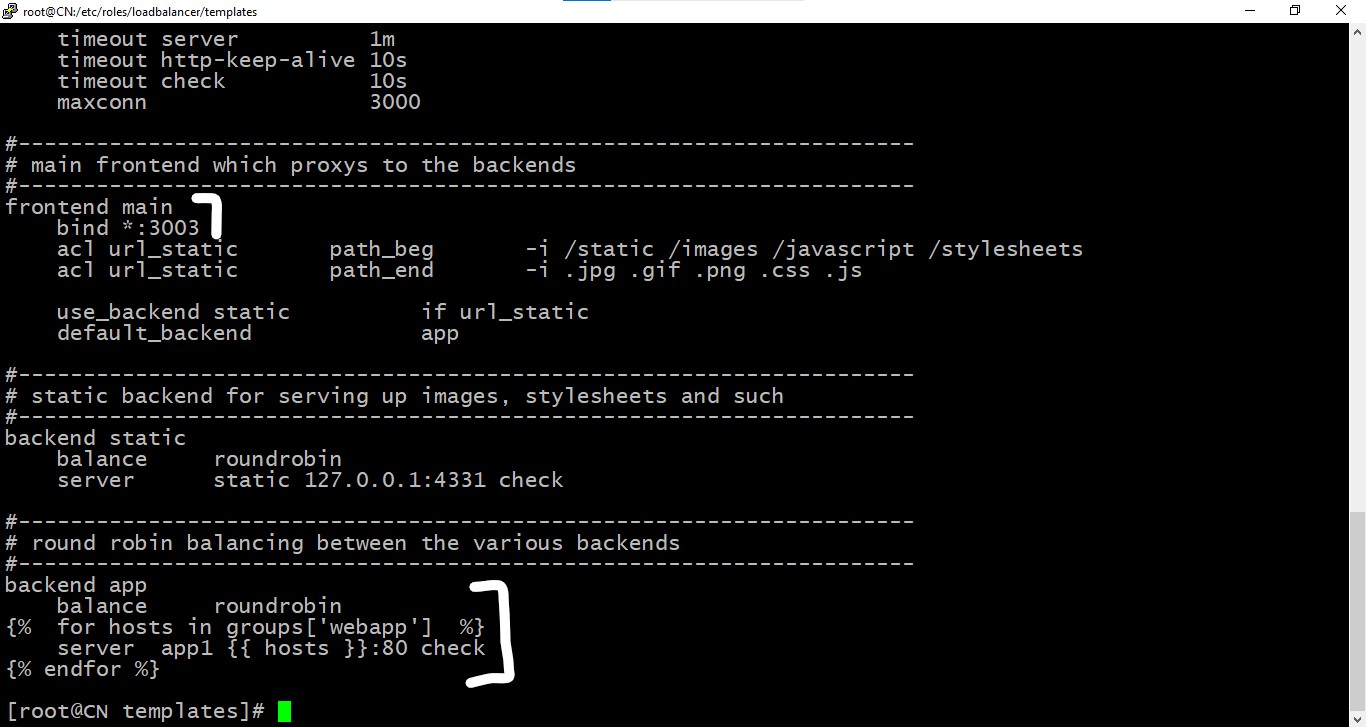 root@CN:/etc/roles/loadbalancer/templates
    timeout server          1m
    timeout http-keep-alive 10s
    timeout check           10s
    maxconn                 3000

#---------------------------------------------------------------------
# main frontend which proxys to the backends
#---------------------------------------------------------------------
frontend main
    bind *:3003
    acl url_static       path_beg       -i /static /images /javascript /stylesheets
    acl url_static       path_end       -i .jpg .gif .png .css .js

    use_backend static          if url_static
    default_backend             app

#---------------------------------------------------------------------
# static backend for serving up images, stylesheets and such
#---------------------------------------------------------------------
backend static
    balance     roundrobin
    server      static 127.0.0.1:4331 check

#---------------------------------------------------------------------
# round robin balancing between the various backends
#---------------------------------------------------------------------
backend app
    balance     roundrobin
{%  for hosts in groups['webapp']  %}
    server  app1 {{ hosts }}:80 check
{% endfor %}

[root@CN templates]#